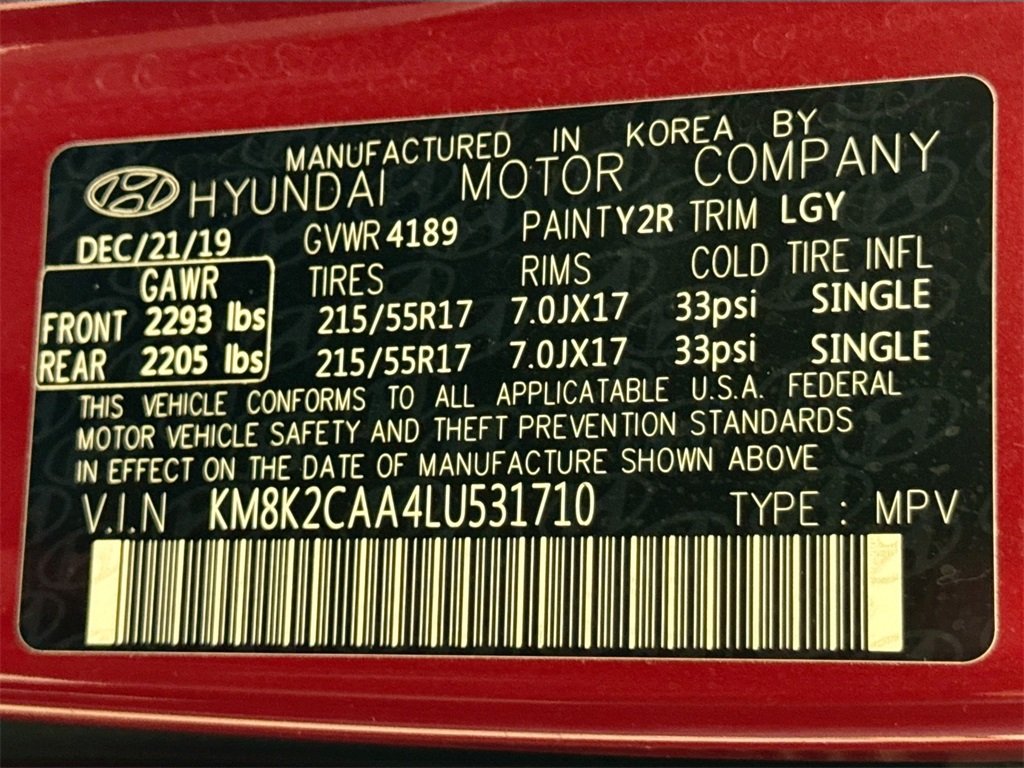 MANUFACTURED IN KOREA BY
HYUNDAI MOTOR COMPANY
DEC/21/19 GVWR 4189 PAINT Y2R TRIM LGY
GAWR TIRES RIMS COLD TIRE INFL
FRONT 2293 lbs 215/55R17 7.0JX17 33psi SINGLE
REAR 2205 lbs 215/55R17 7.0JX17 33psi SINGLE
THIS VEHICLE CONFORMS TO ALL APPLICATABLE U.S.A. FEDERAL
MOTOR VEHICLE SAFETY AND THEFT PREVENTION STANDARDS
IN EFFECT ON THE DATE OF MANUFACTURE SHOWN ABOVE
V.I.N KM8K2CAA4LU531710 TYPE : MPV